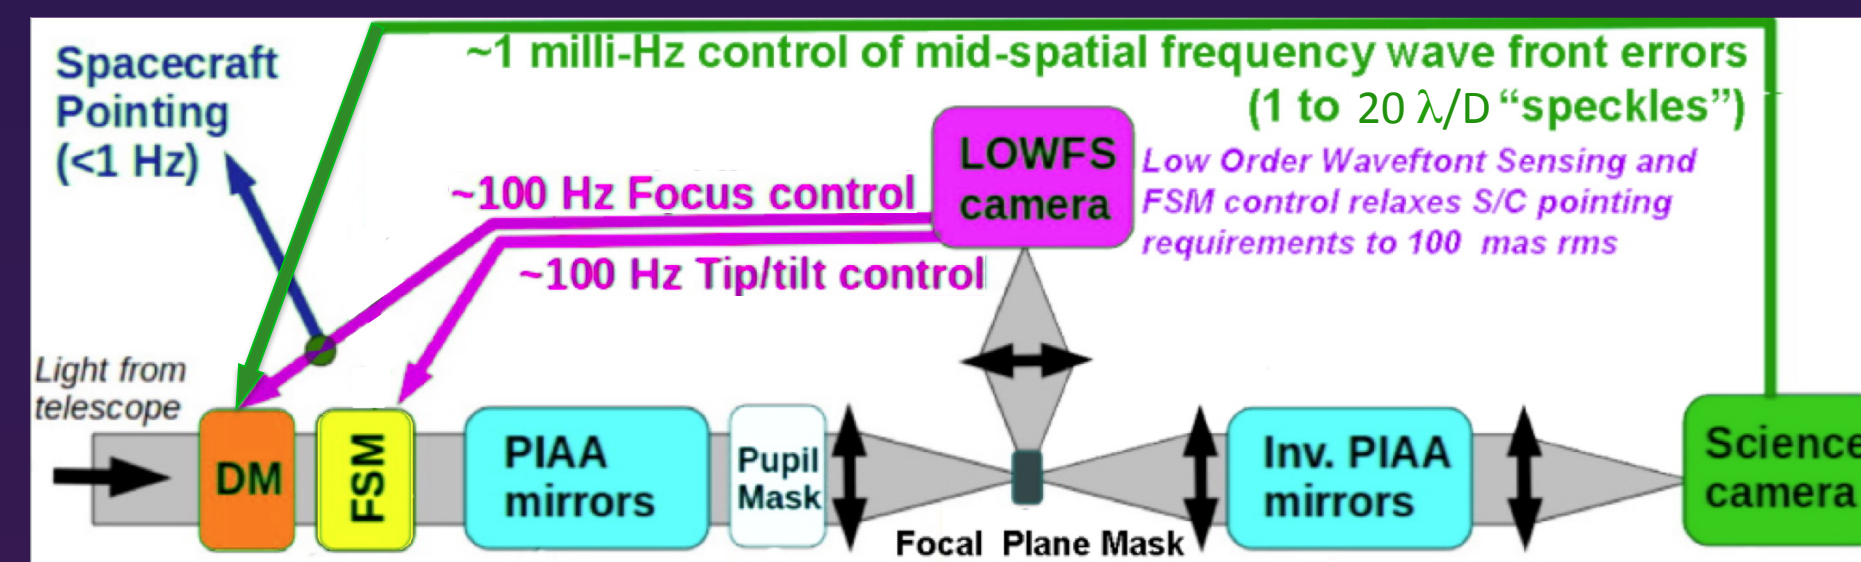 ~1 milli-Hz control of mid-spatial frequency wave front errors
(1 to 20 λ/D “speckles”)
Spacecraft
Pointing
(<1 Hz)
~100 Hz Focus control
~100 Hz Tip/tilt control
LOWFS
camera
Low Order Waveftont Sensing and
FSM control relaxes S/C pointing
requirements to 100 mas rms
Light from
telescope
DM
FSM
PIAA
mirrors
Pupil
Mask
Focal Plane Mask
Inv. PIAA
mirrors
Science
camera